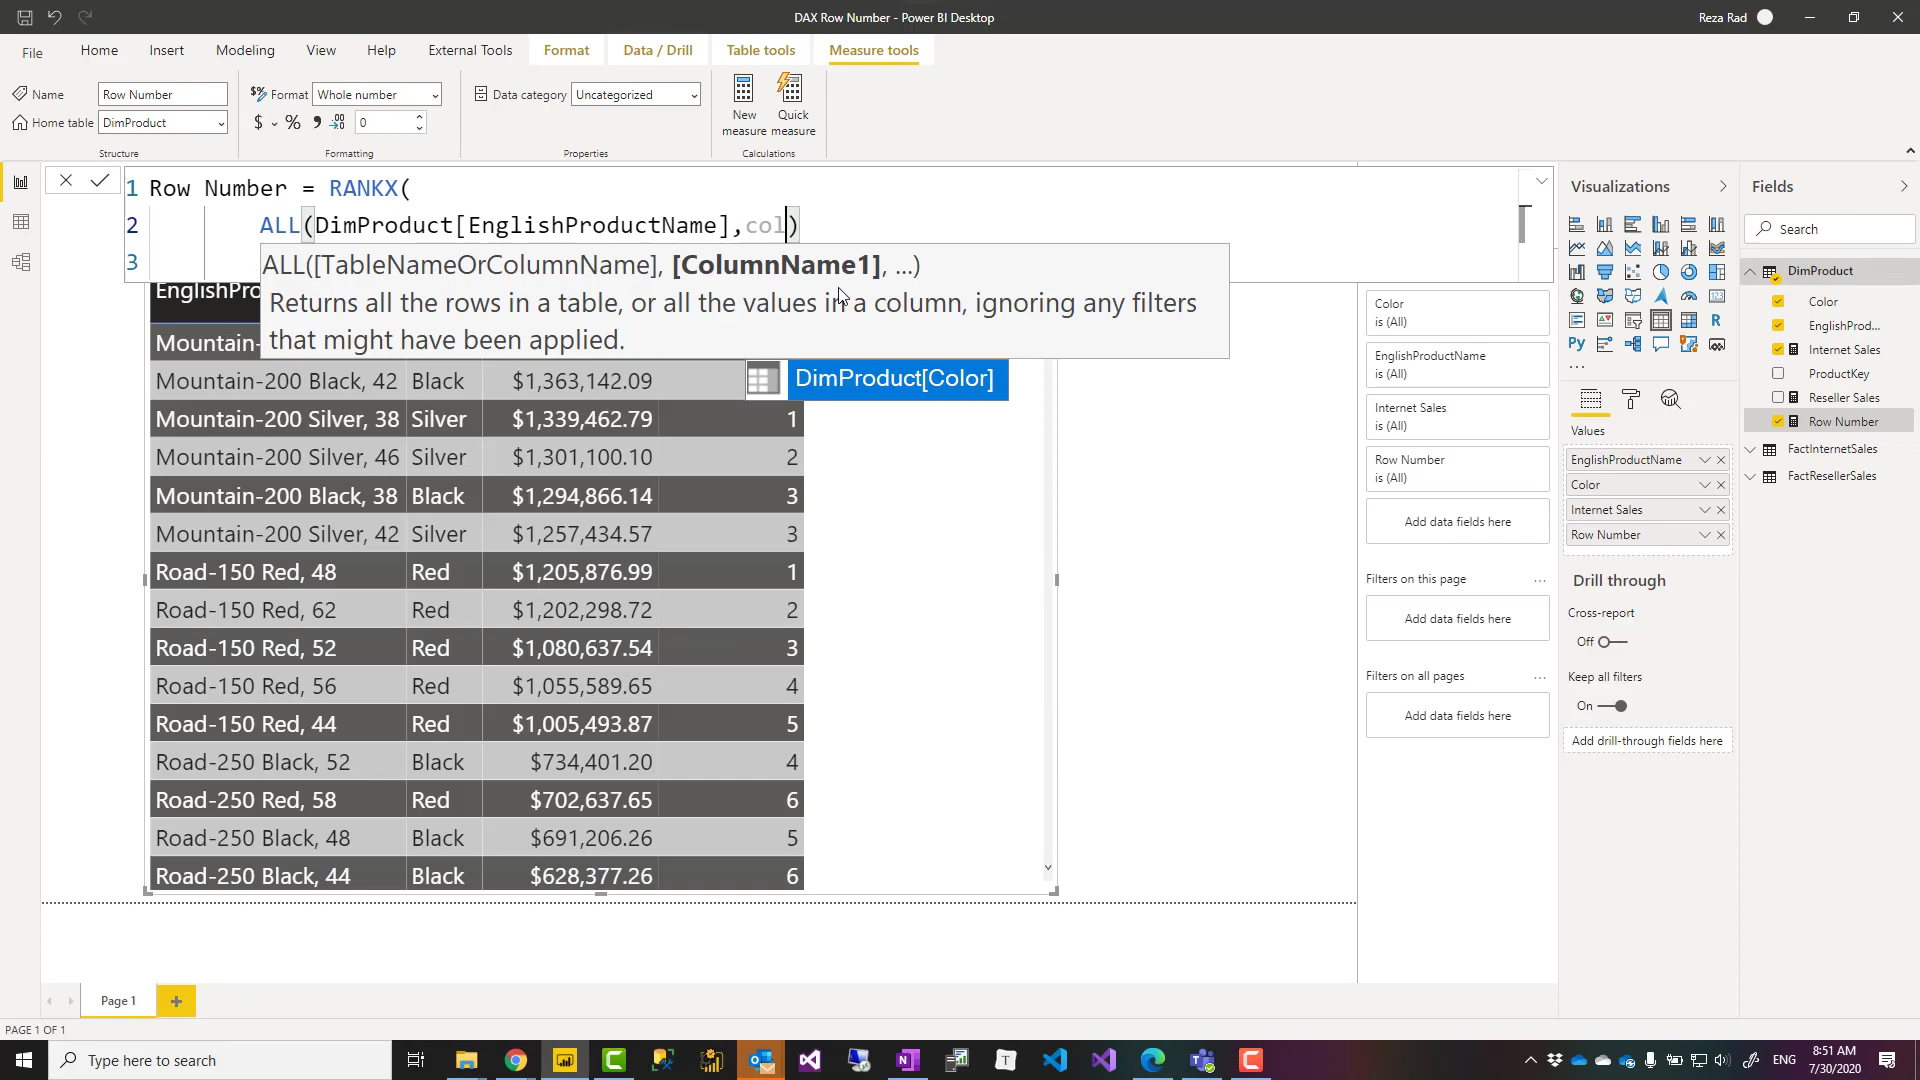 DAX Row Number - Power BI Desktop
Reza Rad
File Home Insert Modeling View Help External Tools Format Data / Drill Table tools Measure tools
Name Row Number
Home table DimProduct
Structure
$% Format Whole number
$ % 0
Formatting
Data category Uncategorized
Properties
New measure
Quick measure
Calculations
1 Row Number = RANKX(
2 ALL(DimProduct[EnglishProductName],col)
3
ALL([TableNameOrColumnName], [ColumnName1], ...)
Returns all the rows in a table, or all the values in a column, ignoring any filters
that might have been applied.
DimProduct[Color]
EnglishPro
Mountain-
Mountain-200 Black, 42 Black $1,363,142.09
Mountain-200 Silver, 38 Silver $1,339,462.79 1
Mountain-200 Silver, 46 Silver $1,301,100.10 2
Mountain-200 Black, 38 Black $1,294,866.14 3
Mountain-200 Silver, 42 Silver $1,257,434.57 3
Road-150 Red, 48 Red $1,205,876.99 1
Road-150 Red, 62 Red $1,202,298.72 2
Road-150 Red, 52 Red $1,080,637.54 3
Road-150 Red, 56 Red $1,055,589.65 4
Road-150 Red, 44 Red $1,005,493.87 5
Road-250 Black, 52 Black $734,401.20 4
Road-250 Red, 58 Red $702,637.65 6
Road-250 Black, 48 Black $691,206.26 5
Road-250 Black, 44 Black $628,377.26 6
Color
is (All)
EnglishProductName
is (All)
Internet Sales
is (All)
Row Number
is (All)
Add data fields here
Filters on this page ...
Add data fields here
Filters on all pages ...
Add data fields here
Visualizations
R
Py
...
Values
EnglishProductName
Color
Internet Sales
Row Number
Drill through
Cross-report
Off
Keep all filters
On
Add drill-through fields here
Fields
Search
DimProduct
Color
EnglishProd...
Internet Sales
ProductKey
Reseller Sales
Row Number
FactInternetSales
FactResellerSales
Page 1
+
PAGE 1 OF 1
Type here to search
ENG
8:51 AM
7/30/2020